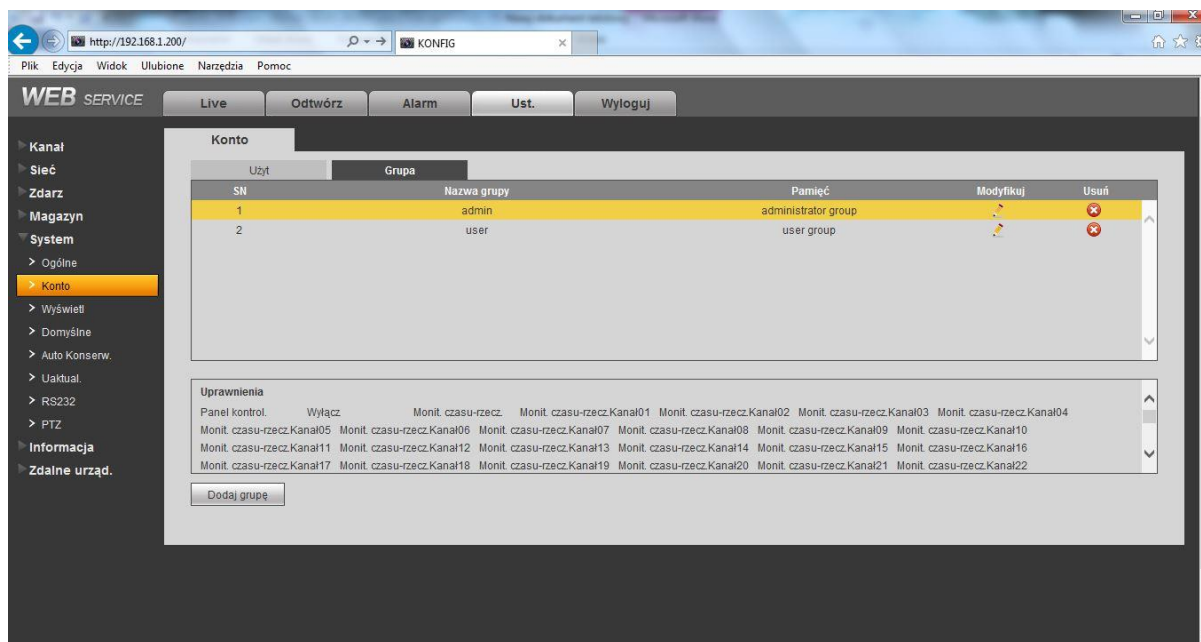 http://192.168.1.200/
KONFIG
Plik Edycja Widok Ulubione Narzędzia Pomoc
WEB SERVICE
Live Odtwórz Alarm Ust. Wyloguj
Kanał
Sieć
Zdarz
Magazyn
System
Ogólne
Konto
Wyświetl
Domyślne
Auto Konserw.
Uaktual.
RS232
PTZ
Informacja
Zdalne urząd.
Konto
Użyt Grupa
SN Nazwa grupy Pamięć Modyfikuj Usuń
1 admin administrator group
2 user user group
Uprawnienia
Panel kontrol. Wyłącz Monit. czasu-rzecz. Monit. czasu-rzecz.Kanał01 Monit. czasu-rzecz.Kanał02 Monit. czasu-rzecz.Kanał03 Monit. czasu-rzecz.Kanał04
Monit. czasu-rzecz.Kanał05 Monit. czasu-rzecz.Kanał06 Monit. czasu-rzecz.Kanał07 Monit. czasu-rzecz.Kanał08 Monit. czasu-rzecz.Kanał09 Monit. czasu-rzecz.Kanał10
Monit. czasu-rzecz.Kanał11 Monit. czasu-rzecz.Kanał12 Monit. czasu-rzecz.Kanał13 Monit. czasu-rzecz.Kanał14 Monit. czasu-rzecz.Kanał15 Monit. czasu-rzecz.Kanał16
Monit. czasu-rzecz.Kanał17 Monit. czasu-rzecz.Kanał18 Monit. czasu-rzecz.Kanał19 Monit. czasu-rzecz.Kanał20 Monit. czasu-rzecz.Kanał21 Monit. czasu-rzecz.Kanał22
Dodaj grupę